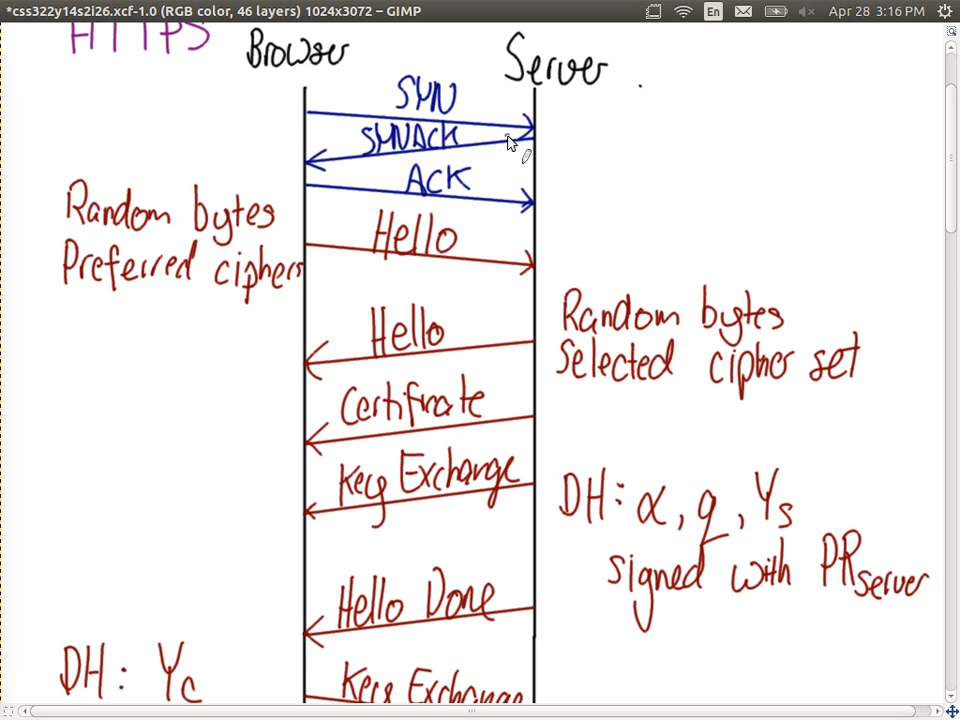 *css322y14s2i26.xcf-1.0 (RGB color, 46 layers) 1024x3072 – GIMP
En
Apr 28 3:16 PM
HTTPS
Browser
Server
SYN
SYNACK
ACK
Random bytes
Preferred ciphers
Hello
Hello
Random bytes
Selected cipher set
Certificate
Key Exchange
DH: α, q, Ys
signed with PRserver
Hello Done
DH: Yc
Key Exchange